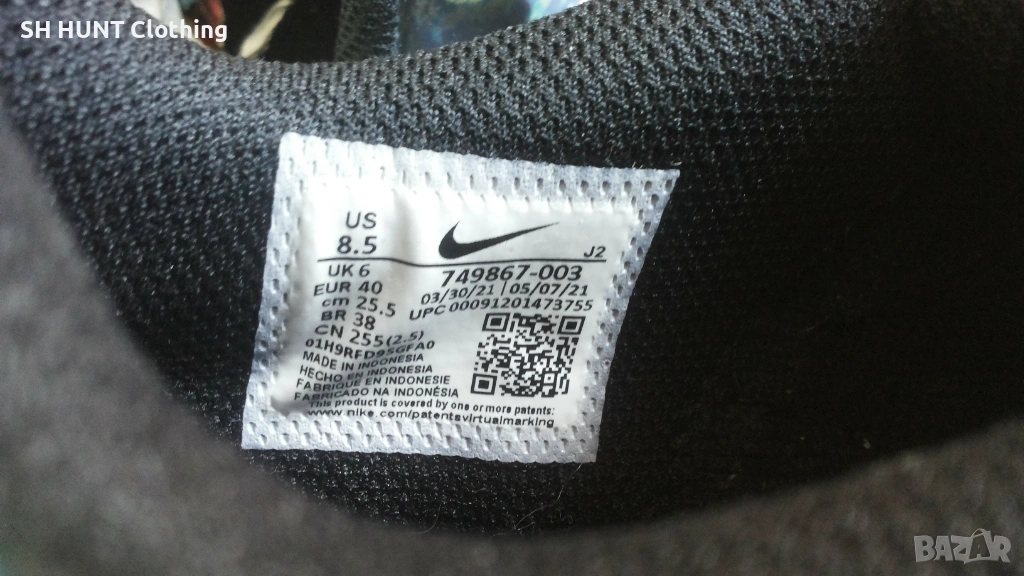 SH HUNT Clothing
US
8.5
J2
UK 6
EUR 40
cm 25.5
BR 38
CN 255(2.5)
749867-003
03/30/21 05/07/21
UPC 00091201473755
01H9RFD95GFA0
MADE IN INDONESIA
HECHO EN INDONESIA
FABRIQUE EN INDONESIE
FABRICADO NA INDONÉSIA
This product is covered by one or more patents:
www.nike.com/patentsvirtualmarking
BAZAR